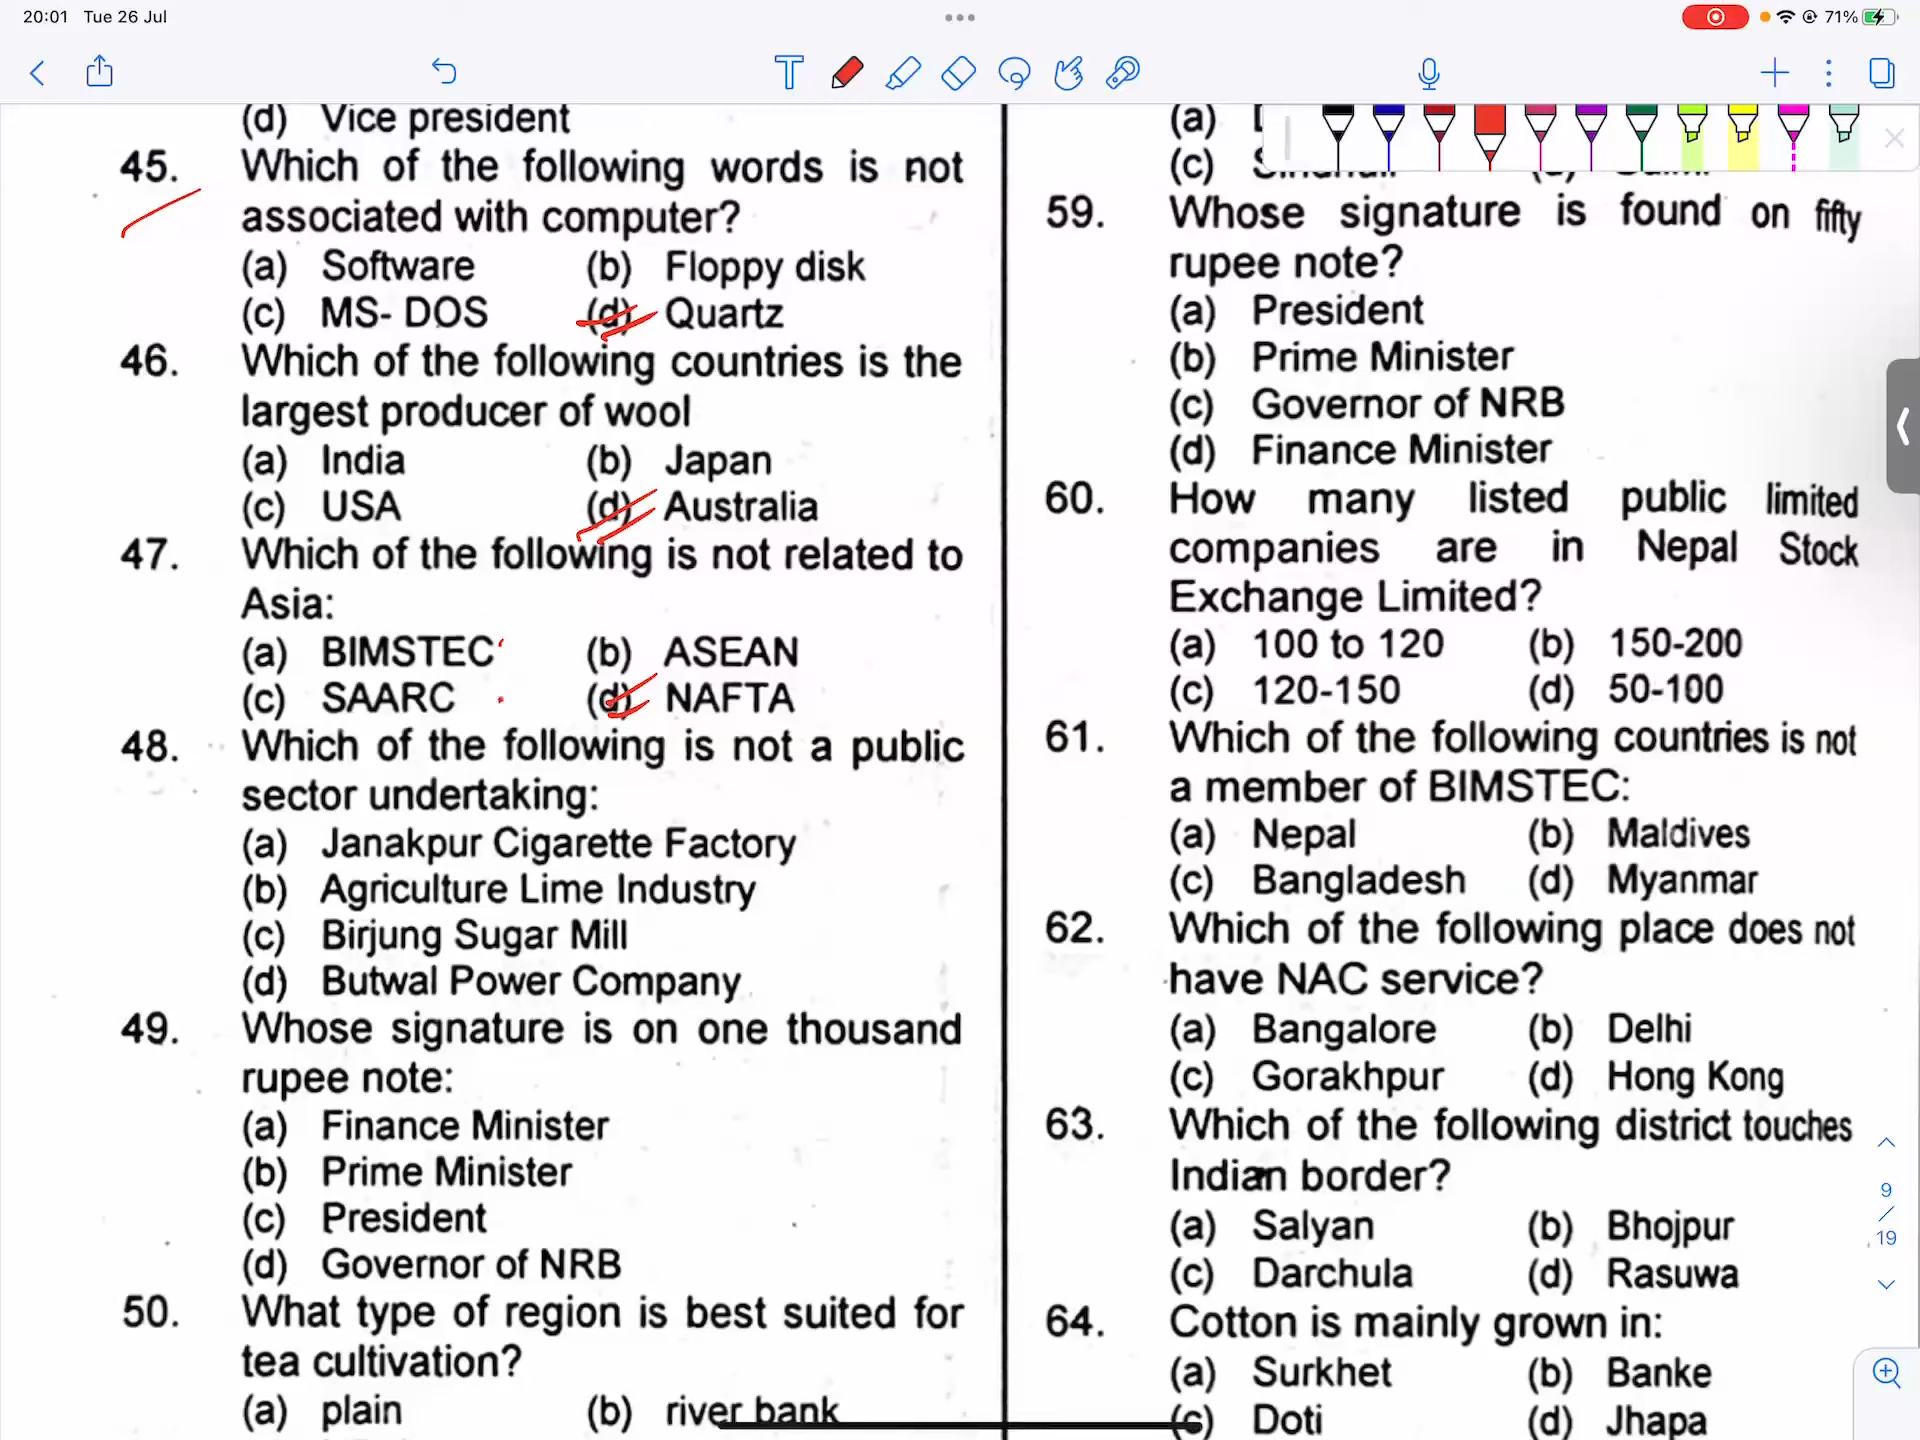 20:01 Tue 26 Jul
71%
(d) Vice president
45. Which of the following words is not
associated with computer?
(a) Software (b) Floppy disk
(c) MS- DOS (d) Quartz
46. Which of the following countries is the
largest producer of wool
(a) India (b) Japan
(c) USA (d) Australia
47. Which of the following is not related to
Asia:
(a) BIMSTEC (b) ASEAN
(c) SAARC (d) NAFTA
48. Which of the following is not a public
sector undertaking:
(a) Janakpur Cigarette Factory
(b) Agriculture Lime Industry
(c) Birjung Sugar Mill
(d) Butwal Power Company
49. Whose signature is on one thousand
rupee note:
(a) Finance Minister
(b) Prime Minister
(c) President
(d) Governor of NRB
50. What type of region is best suited for
tea cultivation?
(a) plain (b) river bank
(a)
(c)
59. Whose signature is found on fifty
rupee note?
(a) President
(b) Prime Minister
(c) Governor of NRB
(d) Finance Minister
60. How many listed public limited
companies are in Nepal Stock
Exchange Limited?
(a) 100 to 120 (b) 150-200
(c) 120-150 (d) 50-100
61. Which of the following countries is not
a member of BIMSTEC:
(a) Nepal (b) Maldives
(c) Bangladesh (d) Myanmar
62. Which of the following place does not
have NAC service?
(a) Bangalore (b) Delhi
(c) Gorakhpur (d) Hong Kong
63. Which of the following district touches
Indian border?
(a) Salyan (b) Bhojpur
(c) Darchula (d) Rasuwa
64. Cotton is mainly grown in:
(a) Surkhet (b) Banke
(c) Doti (d) Jhapa
9
/
19